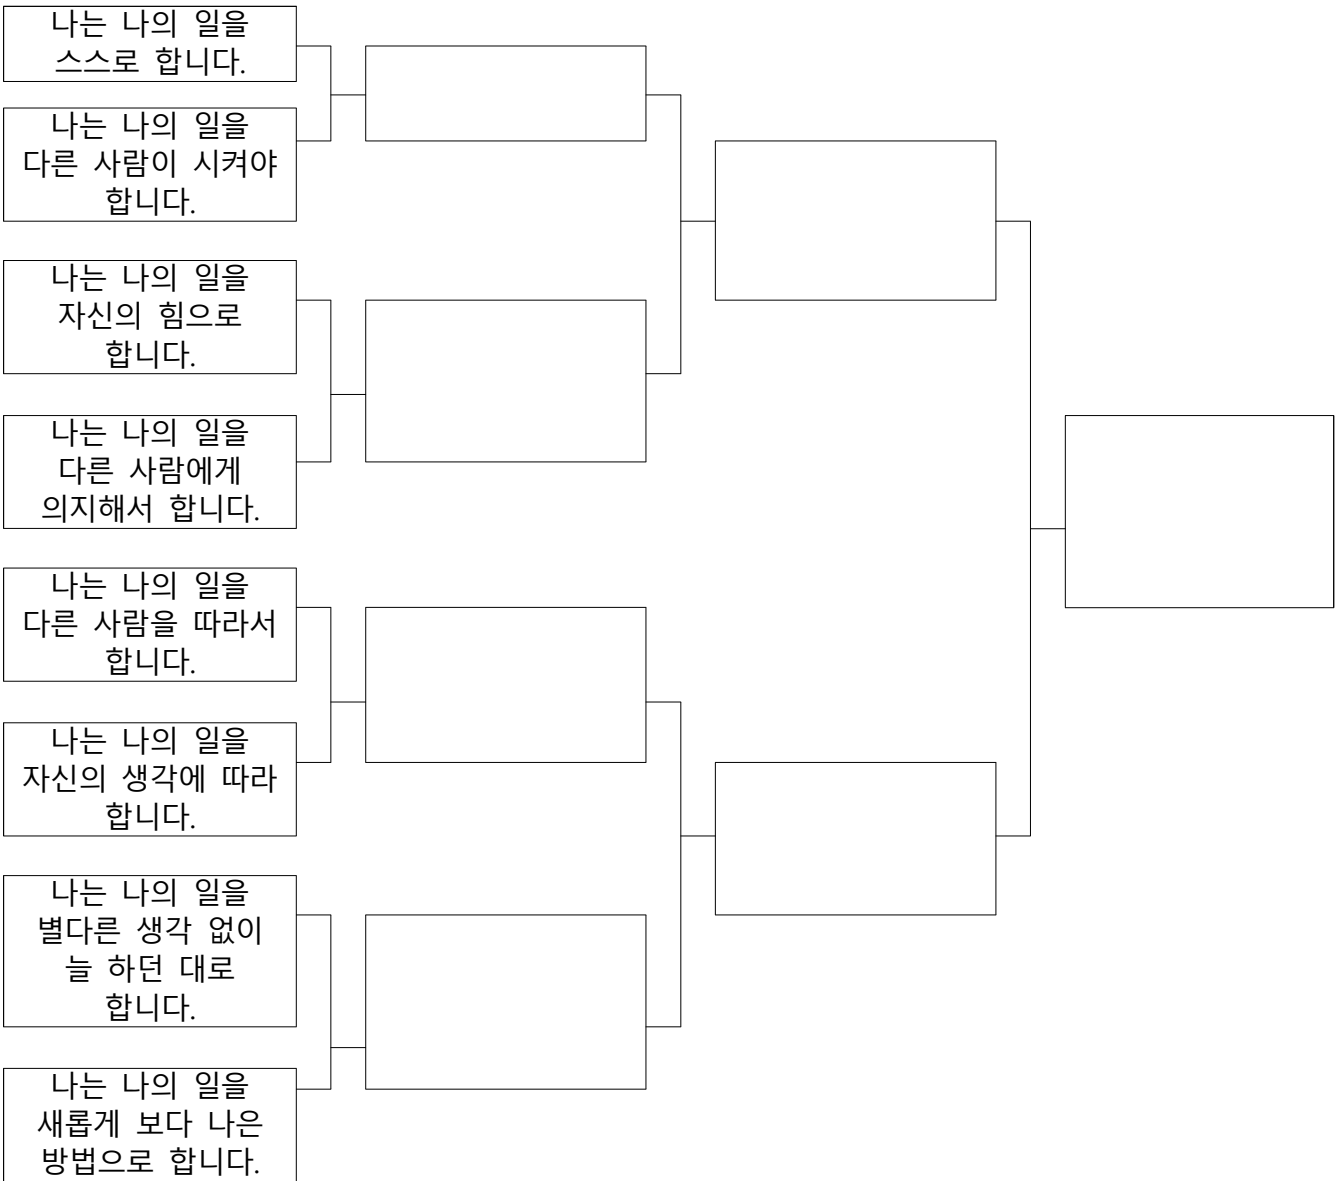 나는 나의 일을
스스로 합니다.
나는 나의 일을
다른 사람이 시켜야
합니다.
나는 나의 일을
자신의 힘으로
합니다.
나는 나의 일을
다른 사람에게
의지해서 합니다.
나는 나의 일을
다른 사람을 따라서
합니다.
나는 나의 일을
자신의 생각에 따라
합니다.
나는 나의 일을
별다른 생각 없이
늘 하던 대로
합니다.
나는 나의 일을
새롭게 보다 나은
방법으로 합니다.